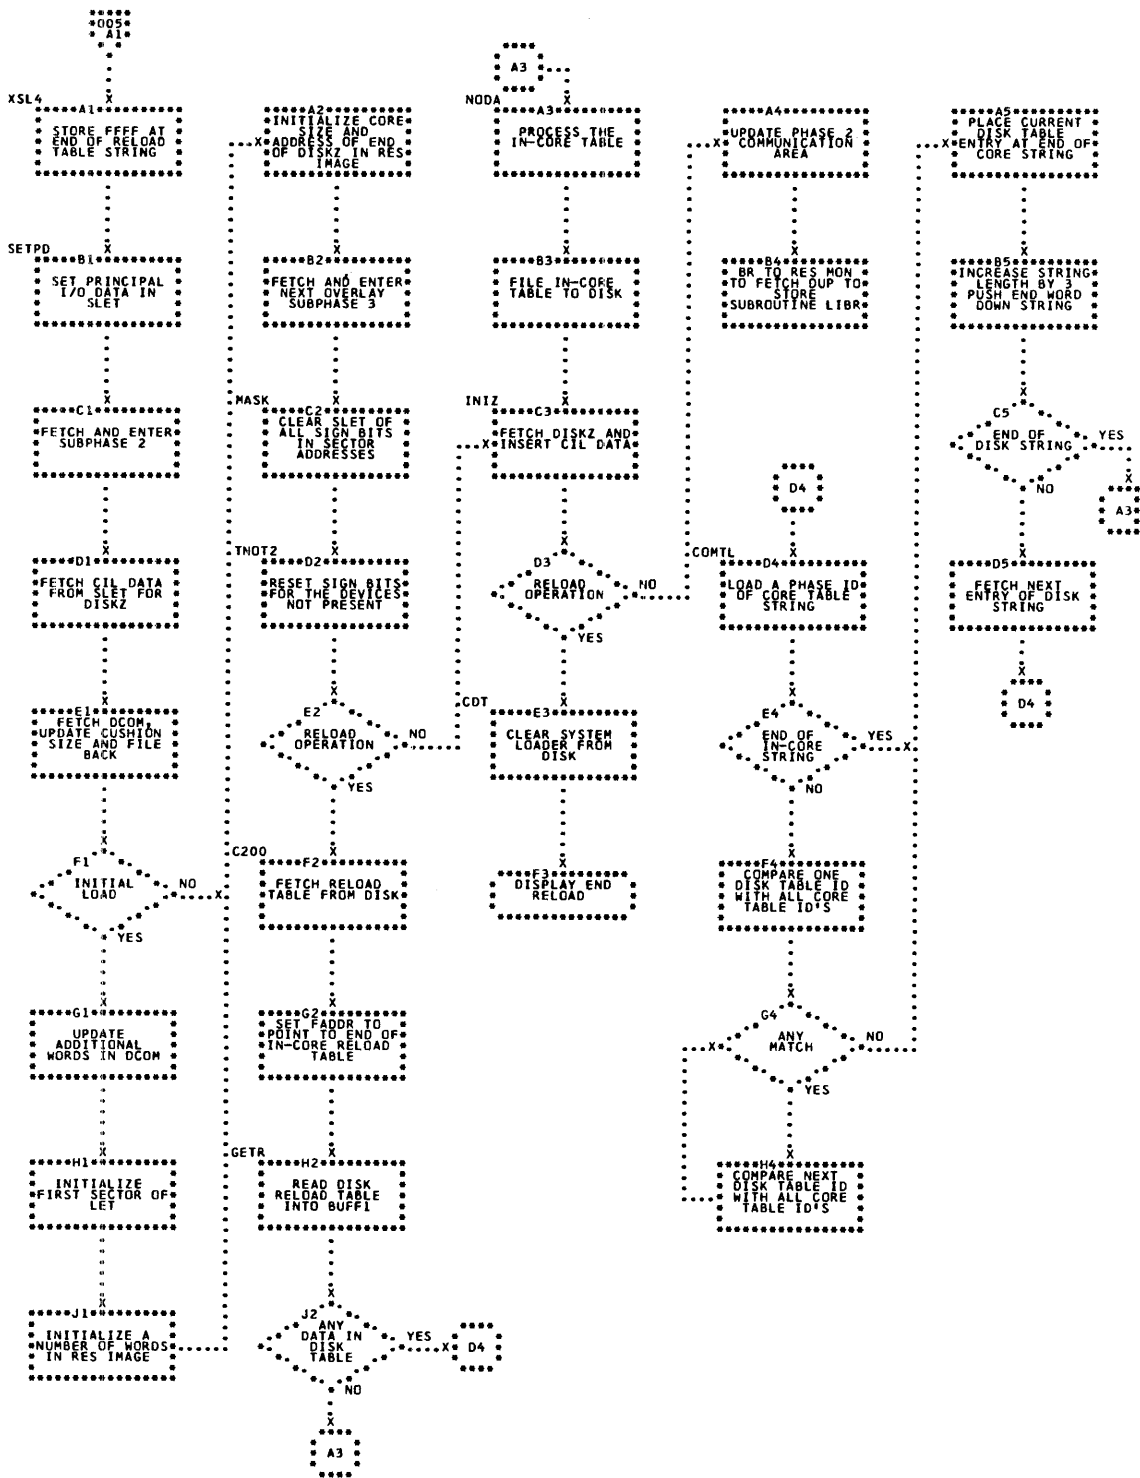 005
A1
XSL4
A1
STORE FFFF AT
END OF RELOAD
TABLE STRING
SETPD
B1
SET PRINCIPAL
I/O DATA IN
SLET
C1
FETCH AND ENTER
SUBPHASE 2
D1
FETCH CIL DATA
FROM SLET FOR
DISKZ
E1
FETCH DCOM,
UPDATE CUSHION
SIZE AND FILE
BACK
F1
INITIAL
LOAD
NO
YES
G1
UPDATE
ADDITIONAL
WORDS IN DCOM
H1
INITIALIZE
FIRST SECTOR OF
LET
J1
INITIALIZE A
NUMBER OF WORDS
IN RES IMAGE
A2
INITIALIZE CORE
SIZE AND
ADDRESS OF END
OF DISKZ IN RES
IMAGE
B2
FETCH AND ENTER
NEXT OVERLAY
SUBPHASE 3
MASK
C2
CLEAR SLET OF
ALL SIGN BITS
IN SECTOR
ADDRESSES
TNOT2
D2
RESET SIGN BITS
FOR THE DEVICES
NOT PRESENT
E2
RELOAD
OPERATION
NO
YES
C200
F2
FETCH RELOAD
TABLE FROM DISK
G2
SET FADDR TO
POINT TO END OF
IN-CORE RELOAD
TABLE
GETR
H2
READ DISK
RELOAD TABLE
INTO BUFF1
J2
ANY
DATA IN
DISK
TABLE
YES
D4
NO
A3
A3
NODA
A3
PROCESS THE
IN-CORE TABLE
B3
FILE IN-CORE
TABLE TO DISK
INIZ
C3
FETCH DISKZ AND
INSERT CIL DATA
D3
RELOAD
OPERATION
NO
YES
CDT
E3
CLEAR SYSTEM
LOADER FROM
DISK
F3
DISPLAY END
RELOAD
A4
UPDATE PHASE 2
COMMUNICATION
AREA
B4
BR TO RES MON
TO FETCH DUP TO
STORE
SUBROUTINE LIBR
D4
COMTL
D4
LOAD A PHASE ID
OF CORE TABLE
STRING
E4
END OF
IN-CORE
STRING
YES
NO
F4
COMPARE ONE
DISK TABLE ID
WITH ALL CORE
TABLE ID'S
G4
ANY
MATCH
NO
YES
H4
COMPARE NEXT
DISK TABLE ID
WITH ALL CORE
TABLE ID'S
A5
PLACE CURRENT
DISK TABLE
ENTRY AT END OF
CORE STRING
B5
INCREASE STRING
LENGTH BY 3
PUSH END WORD
DOWN STRING
C5
END OF
DISK STRING
YES
A3
NO
D5
FETCH NEXT
ENTRY OF DISK
STRING
D4